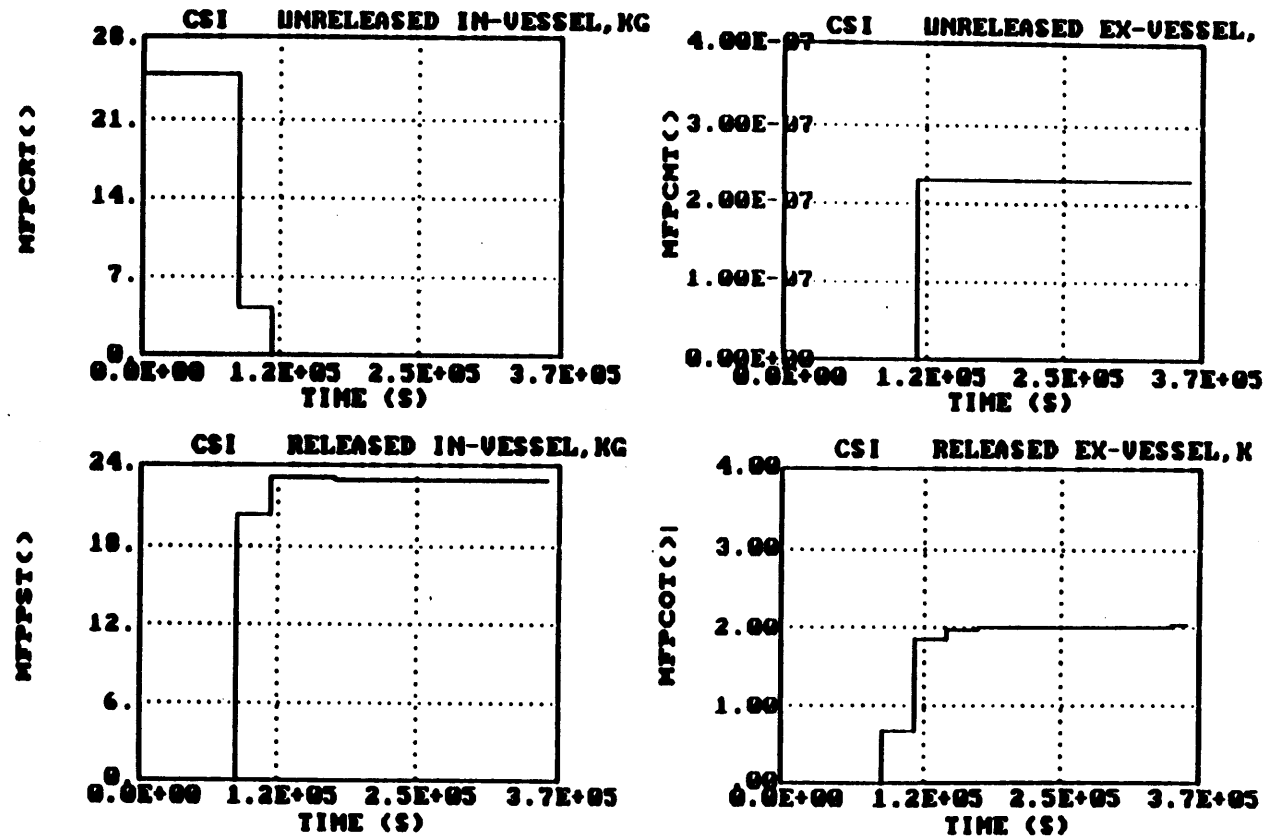 CSI UNRELEASED IN-VESSEL,KG
28.
21.
14.
7.
0.
MFPCRT()
0.0E+00 1.2E+05 2.5E+05 3.7E+05
TIME (S)
CSI UNRELEASED EX-VESSEL,
4.00E-07
3.00E-07
2.00E-07
1.00E-07
0.00E+00
MFPCMT()
0.0E+00 1.2E+05 2.5E+05 3.7E+05
TIME (S)
CSI RELEASED IN-VESSEL,KG
24.
18.
12.
6.
0.
MFPPST()
0.0E+00 1.2E+05 2.5E+05 3.7E+05
TIME (S)
CSI RELEASED EX-VESSEL,K
4.00
3.00
2.00
1.00
.00
MFPCOT()|
0.0E+00 1.2E+05 2.5E+05 3.7E+05
TIME (S)